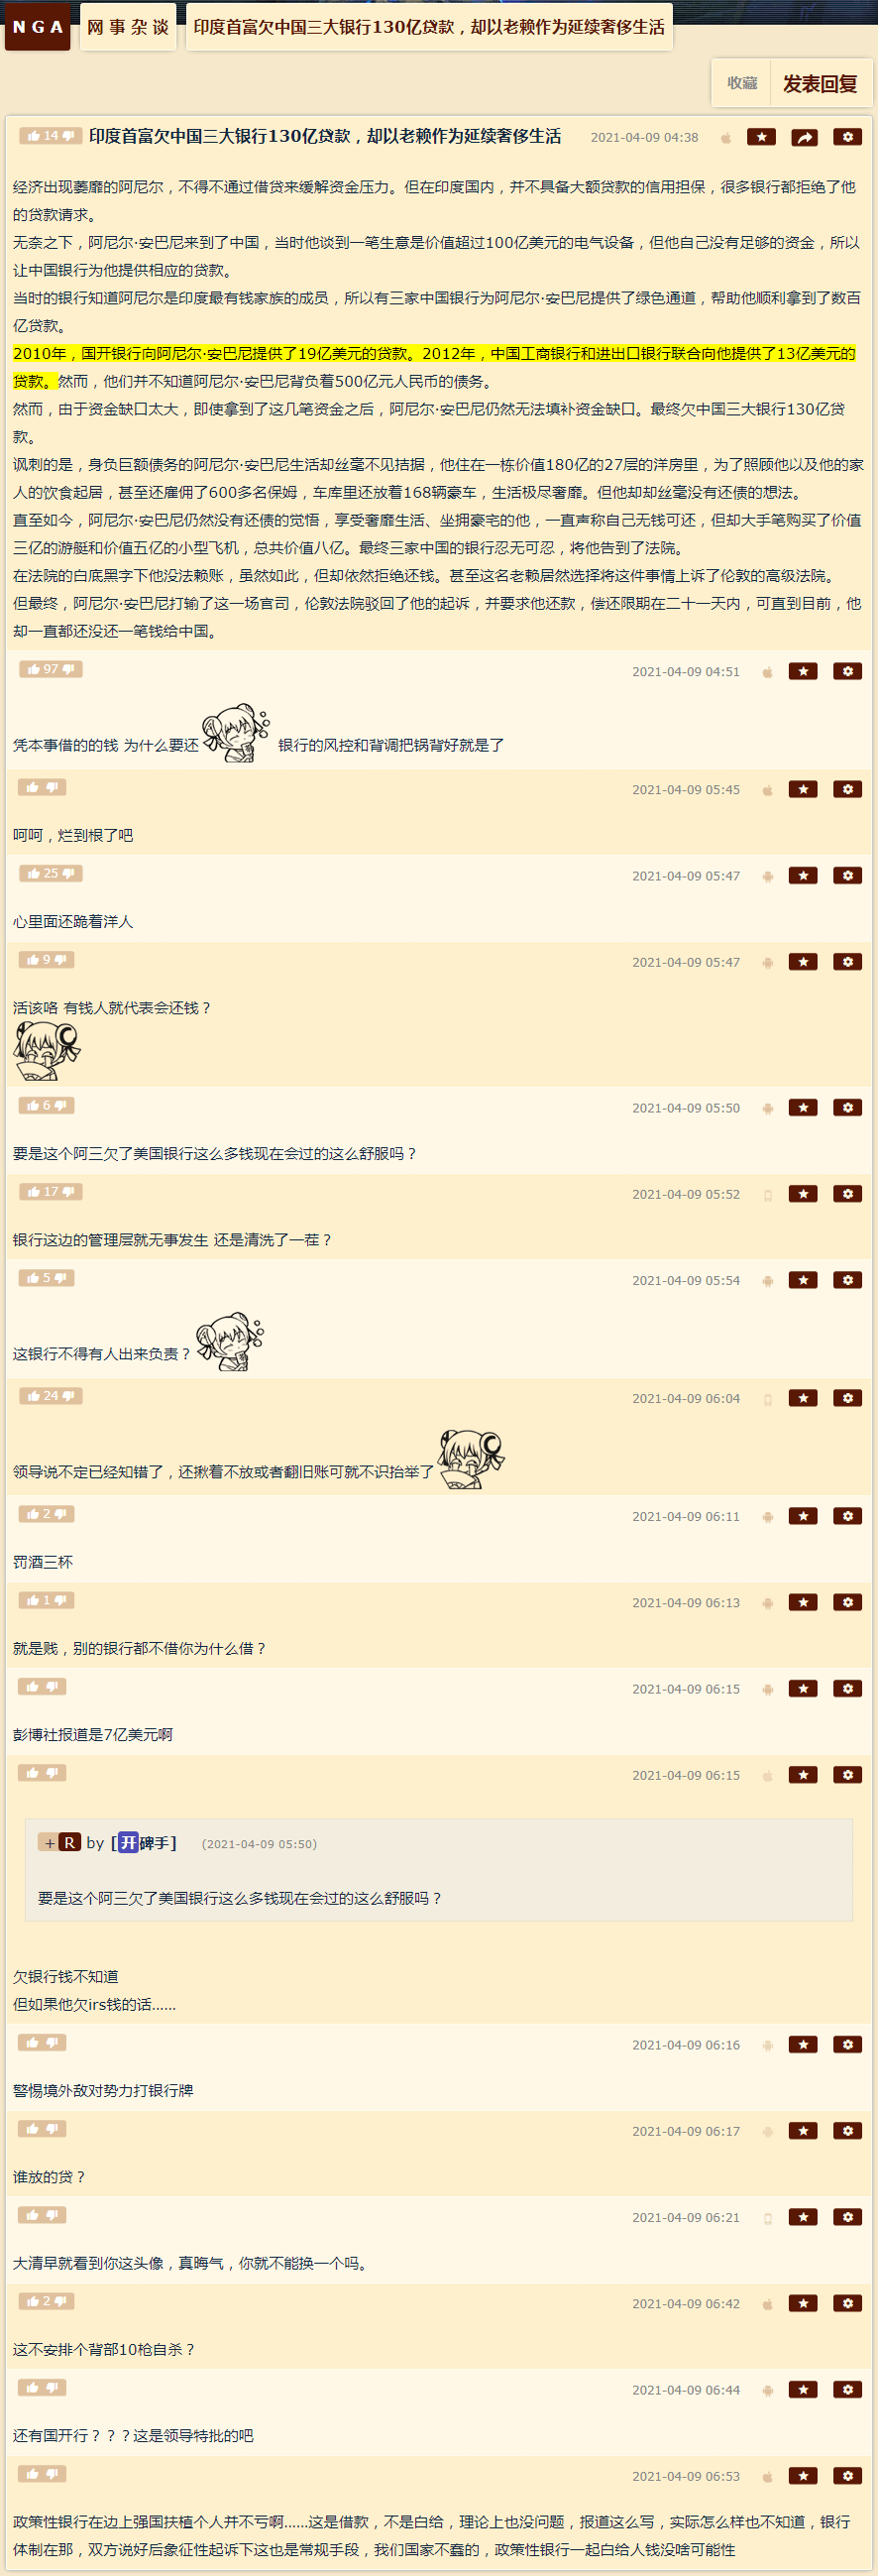 NGA 网事杂谈 印度首富欠中国三大银行130亿贷款，却以老赖作为延续奢侈生活
收藏 发表回复
14 印度首富欠中国三大银行130亿贷款，却以老赖作为延续奢侈生活 2021-04-09 04:38
经济出现萎靡的阿尼尔，不得不通过借贷来缓解资金压力。但在印度国内，并不具备大额贷款的信用担保，很多银行都拒绝了他
的贷款请求。
无奈之下，阿尼尔·安巴尼来到了中国，当时他谈到一笔生意是价值超过100亿美元的电气设备，但他自己没有足够的资金，所以
让中国银行为他提供相应的贷款。
当时的银行知道阿尼尔是印度最有钱家族的成员，所以有三家中国银行为阿尼尔·安巴尼提供了绿色通道，帮助他顺利拿到了数百
亿贷款。
2010年，国开银行向阿尼尔·安巴尼提供了19亿美元的贷款。2012年，中国工商银行和进出口银行联合向他提供了13亿美元的
贷款。然而，他们并不知道阿尼尔·安巴尼背负着500亿元人民币的债务。
然而，由于资金缺口太大，即使拿到了这几笔资金之后，阿尼尔·安巴尼仍然无法填补资金缺口。最终欠中国三大银行130亿贷
款。
讽刺的是，身负巨额债务的阿尼尔·安巴尼生活却丝毫不见拮据，他住在一栋价值180亿的27层的洋房里，为了照顾他以及他的家
人的饮食起居，甚至还雇佣了600多名保姆，车库里还放着168辆豪车，生活极尽奢靡。但他却却丝毫没有还债的想法。
直至如今，阿尼尔·安巴尼仍然没有还债的觉悟，享受奢靡生活、坐拥豪宅的他，一直声称自己无钱可还，但却大手笔购买了价值
三亿的游艇和价值五亿的小型飞机，总共价值八亿。最终三家中国的银行忍无可忍，将他告到了法院。
在法院的白底黑字下他没法赖账，虽然如此，但却依然拒绝还钱。甚至这名老赖居然选择将这件事情上诉了伦敦的高级法院。
但最终，阿尼尔·安巴尼打输了这一场官司，伦敦法院驳回了他的起诉，并要求他还款，偿还限期在二十一天内，可直到目前，他
却一直都还没还一笔钱给中国。
97 2021-04-09 04:51
凭本事借的的钱 为什么要还 银行的风控和背调把锅背好就是了
2021-04-09 05:45
呵呵，烂到根了吧
25 2021-04-09 05:47
心里面还跪着洋人
9 2021-04-09 05:47
活该咯 有钱人就代表会还钱？
6 2021-04-09 05:50
要是这个阿三欠了美国银行这么多钱现在会过的这么舒服吗？
17 2021-04-09 05:52
银行这边的管理层就无事发生 还是清洗了一茬？
5 2021-04-09 05:54
这银行不得有人出来负责？
24 2021-04-09 06:04
领导说不定已经知错了，还揪着不放或者翻旧账可就不识抬举了
2 2021-04-09 06:11
罚酒三杯
1 2021-04-09 06:13
就是贱，别的银行都不借你为什么借？
2021-04-09 06:15
彭博社报道是7亿美元啊
2021-04-09 06:15
+R by [开碑手] (2021-04-09 05:50)
要是这个阿三欠了美国银行这么多钱现在会过的这么舒服吗？
欠银行钱不知道
但如果他欠irs钱的话……
2021-04-09 06:16
警惕境外敌对势力打银行牌
2021-04-09 06:17
谁放的贷？
2021-04-09 06:21
大清早就看到你这头像，真晦气，你就不能换一个吗。
2 2021-04-09 06:42
这不安排个背部10枪自杀？
2021-04-09 06:44
还有国开行？？？这是领导特批的吧
2021-04-09 06:53
政策性银行在边上强国扶植个人并不亏啊……这是借款，不是白给，理论上也没问题，报道这么写，实际怎么样也不知道，银行
体制在那，双方说好后象征性起诉下这也是常规手段，我们国家不蠢的，政策性银行一起白给人钱没啥可能性